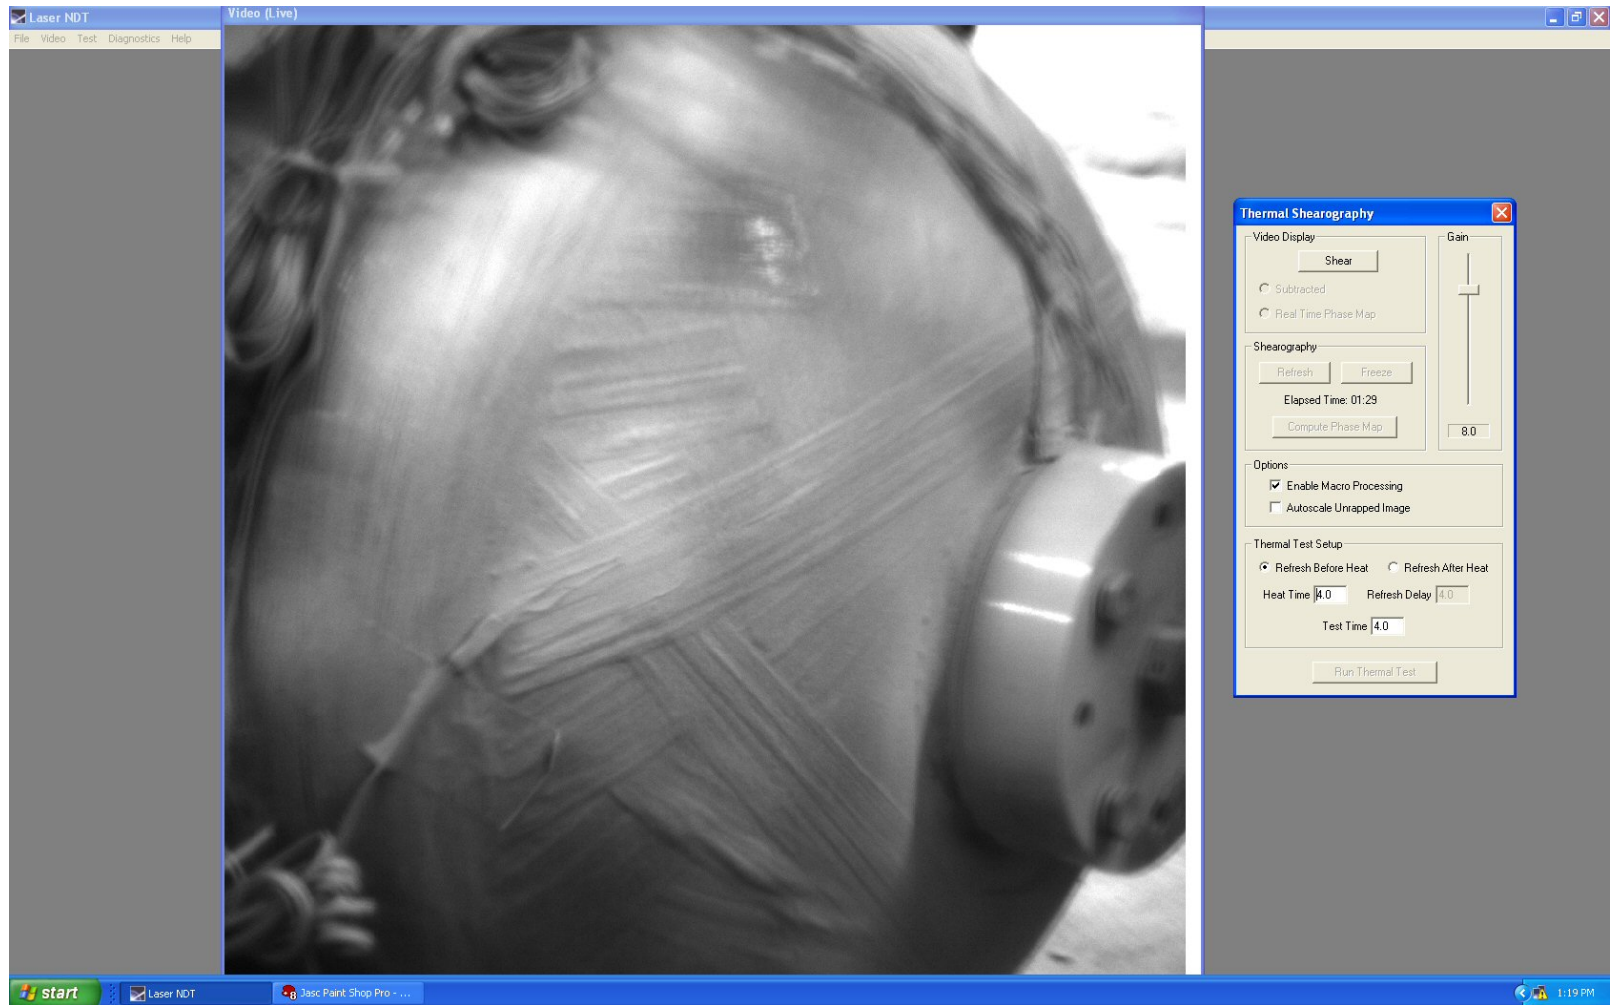 Laser NDT
Video (Live)
File Video Test Diagnostics Help
Thermal Shearography
Video Display
Gain
Shear
Subtracted
Real Time Phase Map
Shearography
Refresh Freeze
Elapsed Time: 01:29
Compute Phase Map
8.0
Options
Enable Macro Processing
Autoscale Unrapped Image
Thermal Test Setup
Refresh Before Heat Refresh After Heat
Heat Time 4.0 Refresh Delay 4.0
Test Time 4.0
Run Thermal Test
start Laser NDT 8 Jasc Paint Shop Pro - ... 1:19 PM